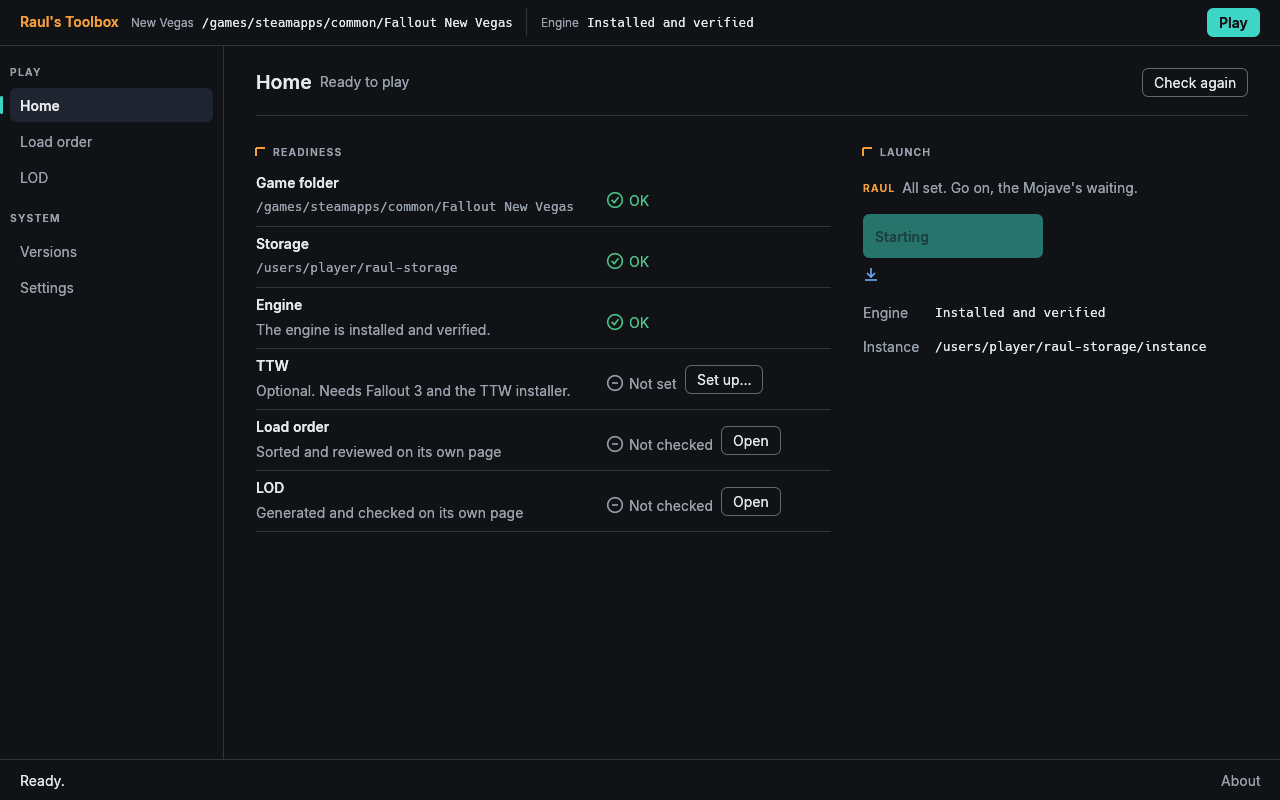 Raul's Toolbox New Vegas /games/steamapps/common/Fallout New Vegas Engine Installed and verified Play
PLAY
Home
Load order
LOD
SYSTEM
Versions
Settings
Home Ready to play Check again
READINESS
Game folder
/games/steamapps/common/Fallout New Vegas OK
Storage
/users/player/raul-storage OK
Engine
The engine is installed and verified. OK
TTW
Optional. Needs Fallout 3 and the TTW installer. Not set Set up...
Load order
Sorted and reviewed on its own page Not checked Open
LOD
Generated and checked on its own page Not checked Open
LAUNCH
RAUL All set. Go on, the Mojave's waiting.
Starting
Engine Installed and verified
Instance /users/player/raul-storage/instance
Ready. About